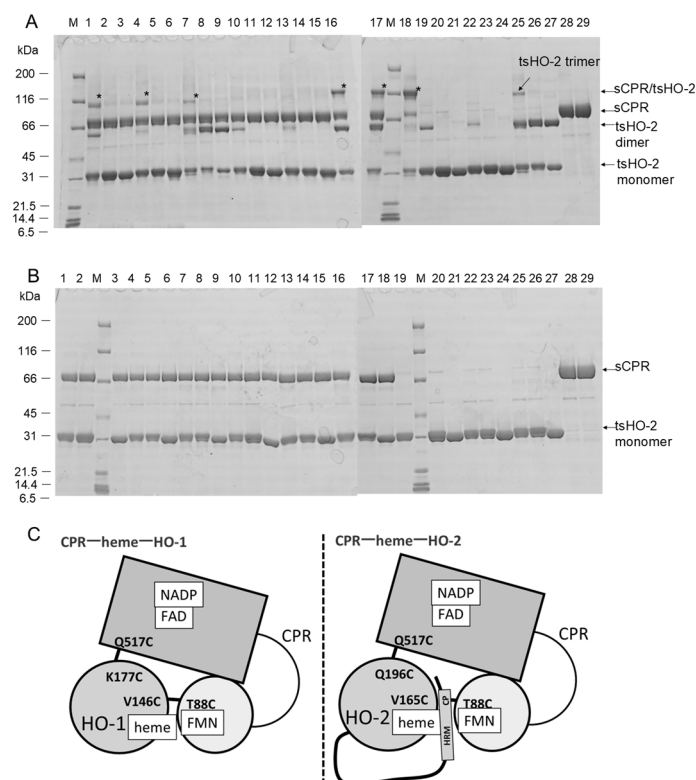 A
M 1 2 3 4 5 6 7 8 9 10 11 12 13 14 15 16 17 M 18 19 20 21 22 23 24 25 26 27 28 29
kDa
200
116
66
45
31
21.5
14.4
6.5
* * * * * *
tsHO-2 trimer
sCPR/tsHO-2
sCPR
tsHO-2
dimer
tsHO-2
monomer
B
1 2 M 3 4 5 6 7 8 9 10 11 12 13 14 15 16 17 18 19 M 20 21 22 23 24 25 26 27 28 29
kDa
200
116
66
45
31
21.5
14.4
6.5
sCPR
tsHO-2
monomer
C
CPR—heme—HO-1
NADP
FAD
CPR
Q517C
K177C
V146C
T88C
HO-1
heme
FMN
CPR—heme—HO-2
NADP
FAD
CPR
Q517C
Q196C
V165C
CP
T88C
HO-2
heme
HRM
FMN